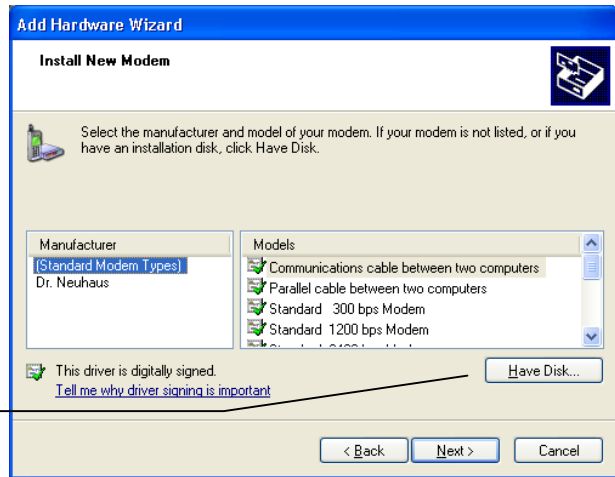 Add Hardware Wizard
Install New Modem
Select the manufacturer and model of your modem. If your modem is not listed, or if you
have an installation disk, click Have Disk.
Manufacturer
(Standard Modem Types)
Dr. Neuhaus
Models
Communications cable between two computers
Parallel cable between two computers
Standard 300 bps Modem
Standard 1200 bps Modem
This driver is digitally signed.
Tell me why driver signing is important
Have Disk...
< Back
Next >
Cancel